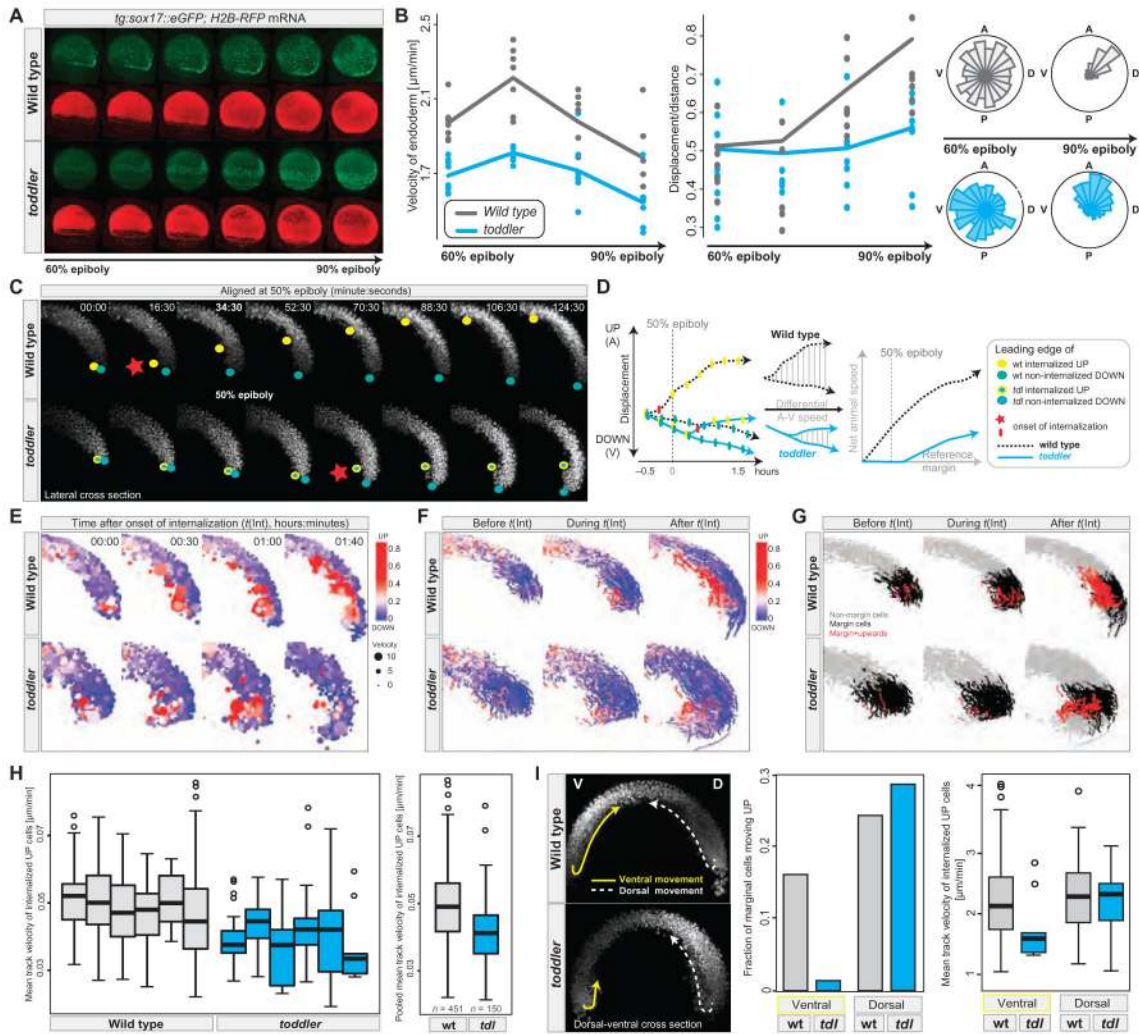 A
tg:sox17::eGFP; H2B-RFP mRNA
Wild type
toddler
60% epiboly
90% epiboly
B
Velocity of endoderm [µm/min]
2.5
2.1
1.7
Wild type
toddler
60% epiboly
90% epiboly
Displacement/distance
0.8
0.7
0.6
0.5
0.4
0.3
60% epiboly
90% epiboly
A
V
D
P
A
V
D
P
60% epiboly
90% epiboly
A
V
D
P
A
V
D
P
C
Aligned at 50% epiboly (minute:seconds)
Wild type
00:00
16:30
34:30
52:30
70:30
88:30
106:30
124:30
50% epiboly
toddler
Lateral cross section
D
UP
(A)
Displacement
DOWN
(V)
50% epiboly
–0.5
0
1.5
hours
Wild type
Differential
A-V speed
toddler
Net animal speed
50% epiboly
Reference
margin
Leading edge of
wt internalized UP
wt non-internalized DOWN
tdl internalized UP
tdl non-internalized DOWN
onset of internalization
wild type
toddler
E
Time after onset of internalization (t(Int), hours:minutes)
Wild type
00:00
00:30
01:00
01:40
UP
0.8
0.6
0.4
0.2
0
DOWN
Velocity
10
5
0
toddler
F
Before t(Int)
During t(Int)
After t(Int)
Wild type
UP
0.8
0.6
0.4
0.2
0
DOWN
toddler
G
Before t(Int)
During t(Int)
After t(Int)
Wild type
Non-margin cells
Margin cells
Margin+upwards
toddler
H
Mean track velocity of internalized UP cells [µm/min]
0.07
0.05
0.03
Wild type
toddler
Pooled mean track velocity of internalized UP cells [µm/min]
0.07
0.05
0.03
n = 451
n = 150
wt
tdl
I
V
D
Wild type
Ventral movement
Dorsal movement
toddler
Dorsal-ventral cross section
Fraction of marginal cells moving UP
0.3
0.2
0.1
0
Ventral
Dorsal
wt
tdl
wt
tdl
Mean track velocity of internalized UP cells
[µm/min]
5
4
3
2
1
Ventral
Dorsal
wt
tdl
wt
tdl